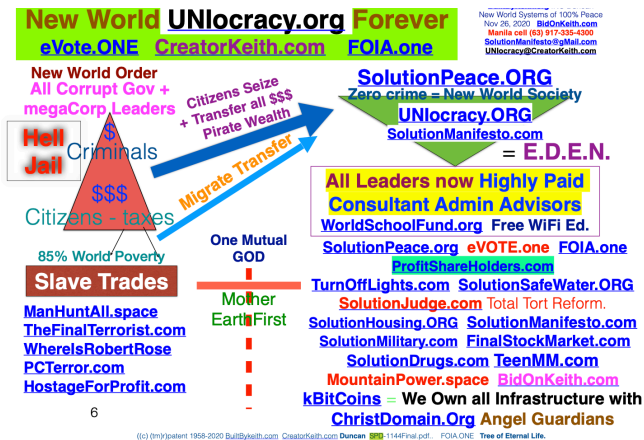 New World UNIocracy.org Forever
eVote.ONE CreatorKeith.com FOIA.one
New World Systems of 100% Peace
Nov 26, 2020 BidOnKeith.com
Manila cell (63) 917-335-4300
SolutionManifesto@gMail.com
UNIocracy@CreatorKeith.com
New World Order
All Corrupt Gov +
megaCorp Leaders
Hell
Jail
$
Criminals
$$$
Citizens - taxes
85% World Poverty
Slave Trades
ManHuntAll.space
TheFinalTerrorist.com
WhereIsRobertRose
PCTerror.com
HostageForProfit.com
6
Citizens Seize
+ Transfer all $$$
Pirate Wealth
Migrate Transfer
One Mutual
GOD
Mother
EarthFirst
SolutionPeace.ORG
Zero crime = New World Society
UNIocracy.ORG
SolutionManifesto.com
= E.D.E.N.
All Leaders now Highly Paid
Consultant Admin Advisors
WorldSchoolFund.org Free WiFi Ed.
SolutionPeace.org eVOTE.one FOIA.one
ProfitShareHolders.com
TurnOffLights.com SolutionSafeWater.ORG
SolutionJudge.com Total Tort Reform.
SolutionHousing.ORG SolutionManifesto.com
SolutionMilitary.com FinalStockMarket.com
SolutionDrugs.com TeenMM.com
MountainPower.space BidOnKeith.com
kBitCoins = We Own all Infrastructure with
ChristDomain.Org Angel Guardians
((c) (tm)r)patent 1956-2020 BuiltBykeith.com CreatorKeith.com Duncan SPD-1144Final.pdf.. FOIA.ONE Tree of Eternal Life.